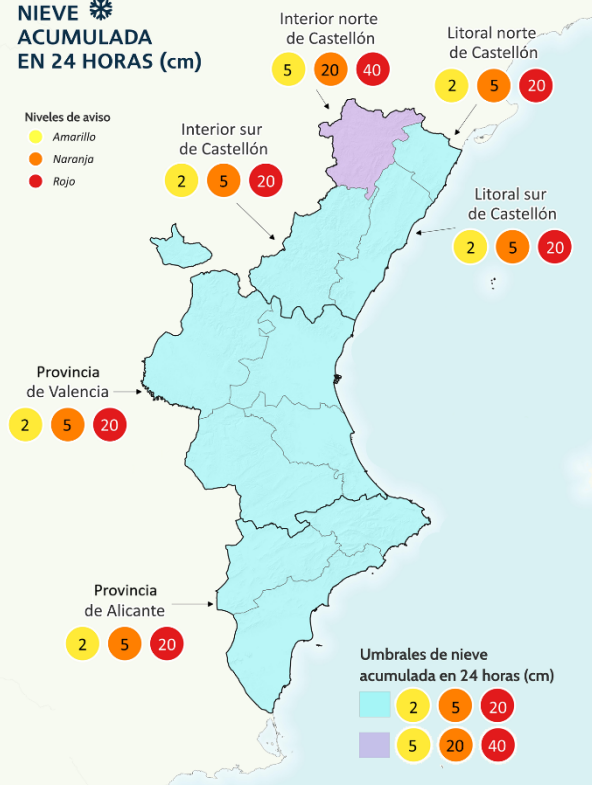 NIEVE
ACUMULADA
EN 24 HORAS (cm)
Niveles de aviso
Amarillo
Naranja
Rojo
Interior norte
de Castellón
5 20 40
Litoral norte
de Castellón
2 5 20
Interior sur
de Castellón
2 5 20
Litoral sur
de Castellón
2 5 20
Provincia
de Valencia
2 5 20
Provincia
de Alicante
2 5 20
Umbrales de nieve
acumulada en 24 horas (cm)
2 5 20
5 20 40